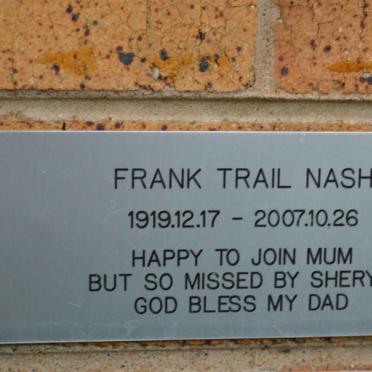 FRANK TRAIL NASH
1919.12.17 - 2007.10.26
HAPPY TO JOIN MUM
BUT SO MISSED BY
GOD BLESS MY DAD